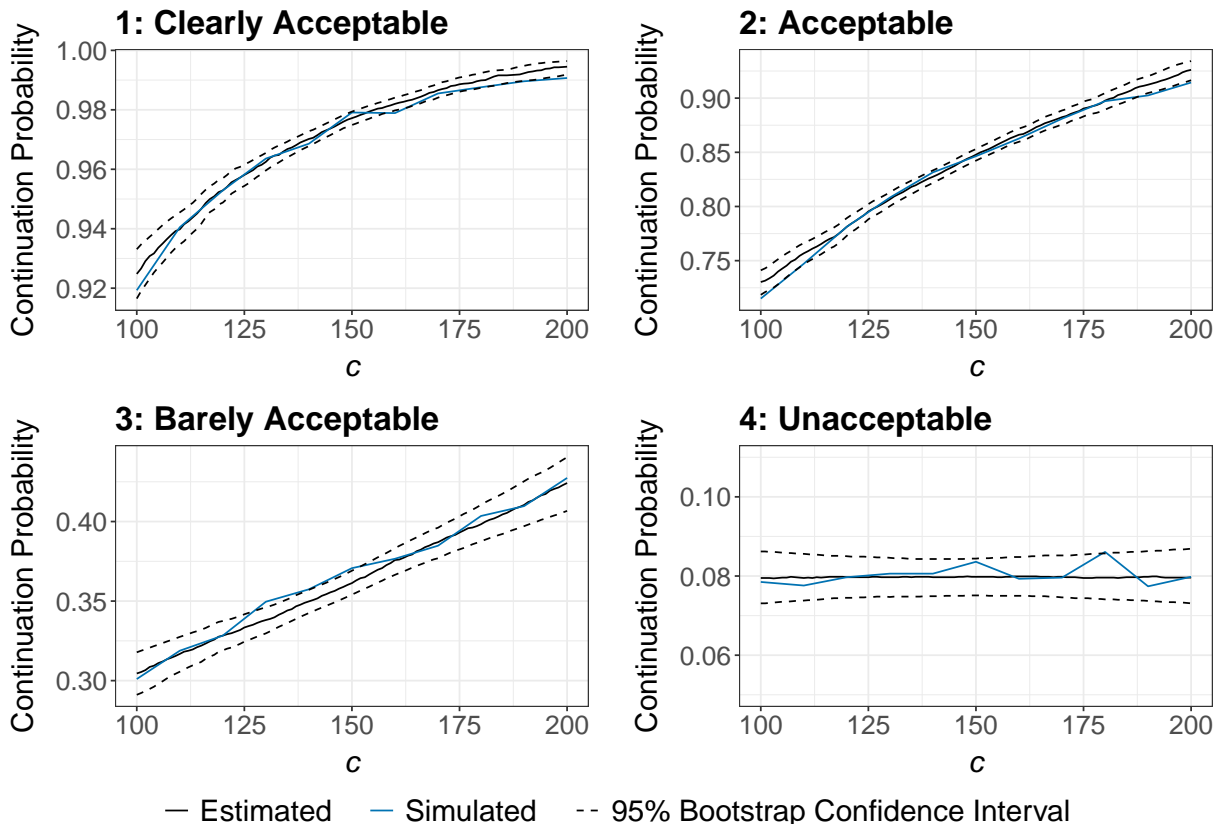 1: Clearly Acceptable
Continuation Probability
1.00
0.98
0.96
0.94
0.92
100 125 150 175 200
c
2: Acceptable
Continuation Probability
0.90
0.85
0.80
0.75
100 125 150 175 200
c
3: Barely Acceptable
Continuation Probability
0.40
0.35
0.30
100 125 150 175 200
c
4: Unacceptable
Continuation Probability
0.10
0.08
0.06
100 125 150 175 200
c
Estimated Simulated 95% Bootstrap Confidence Interval